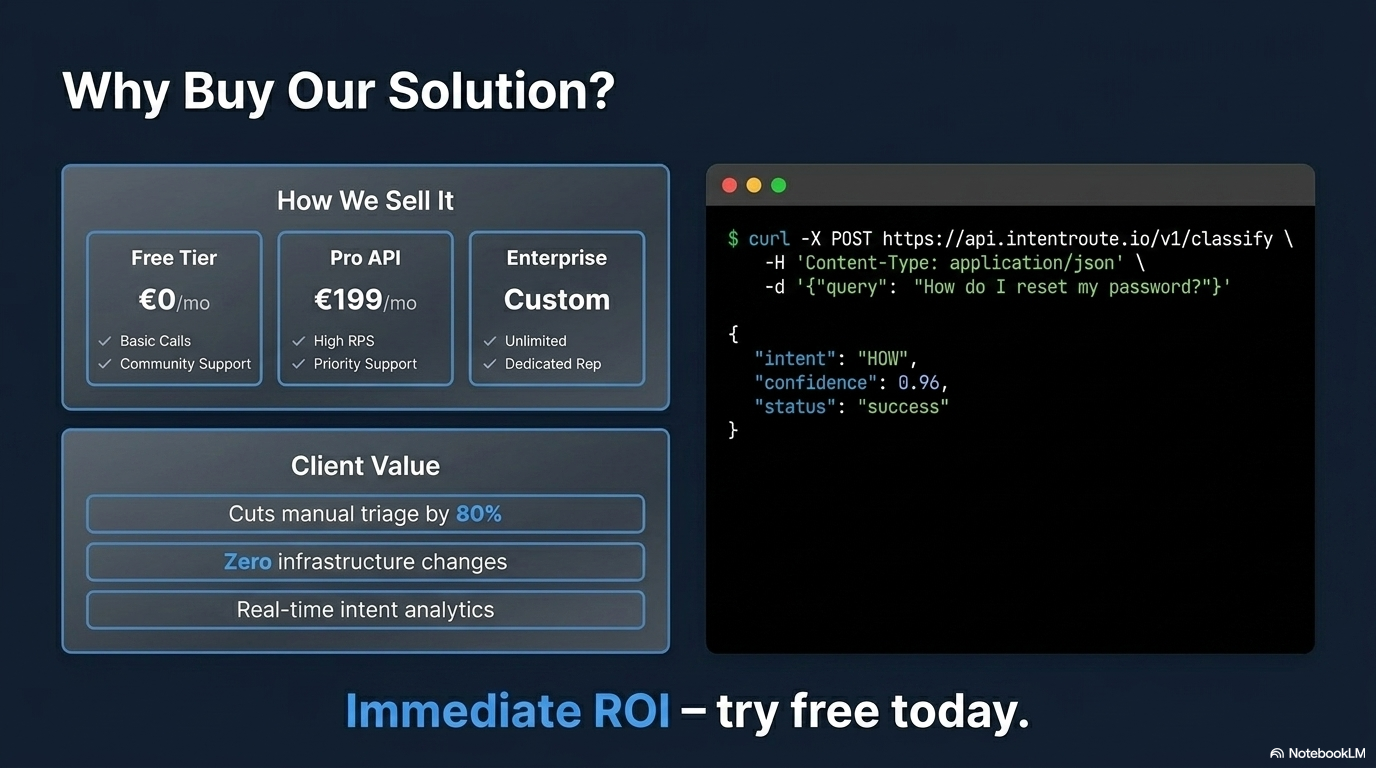 Why Buy Our Solution?
How We Sell It
Free Tier
€0/mo
✓ Basic Calls
✓ Community Support
Pro API
€199/mo
✓ High RPS
✓ Priority Support
Enterprise
Custom
✓ Unlimited
✓ Dedicated Rep
Client Value
Cuts manual triage by 80%
Zero infrastructure changes
Real-time intent analytics
$ curl -X POST https://api.intentroute.io/v1/classify \
-H 'Content-Type: application/json' \
-d '{"query": "How do I reset my password?"}'
{
"intent": "HOW",
"confidence": 0.96,
"status": "success"
}
Immediate ROI – try free today.
NotebookLM